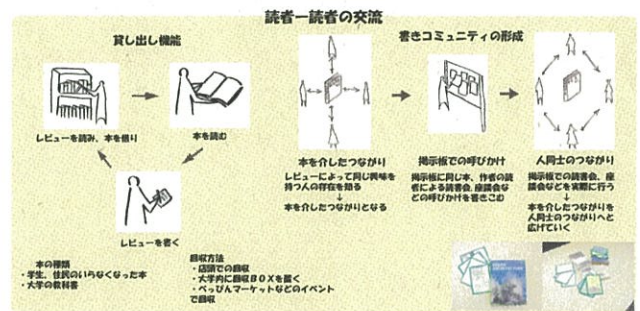 読者ー読者の交流
貸し出し機能
レビューを読み、本を借り
本を読む
レビューを書く
本の種類
・学生、住民のいらなくなった本
・大学の教科書
回収方法
・店頭での回収
・大学内に回収BOXを置く
・べっぴんマーケットなどのイベント
で回収
書きコミュニティの形成
本を介したつながり
レビューによって同じ興味を
持つ人の存在を知る
↓
本を介したつながりとなる
掲示板での呼びかけ
掲示板に同じ本、作者の読
者による読書会、座談会な
どの呼びかけを書きこむ
人同士のつながり
掲示板での読書会、座
談会などを実際に行う
↓
本を介したつながりを
人同士のつながりへと
広げていく